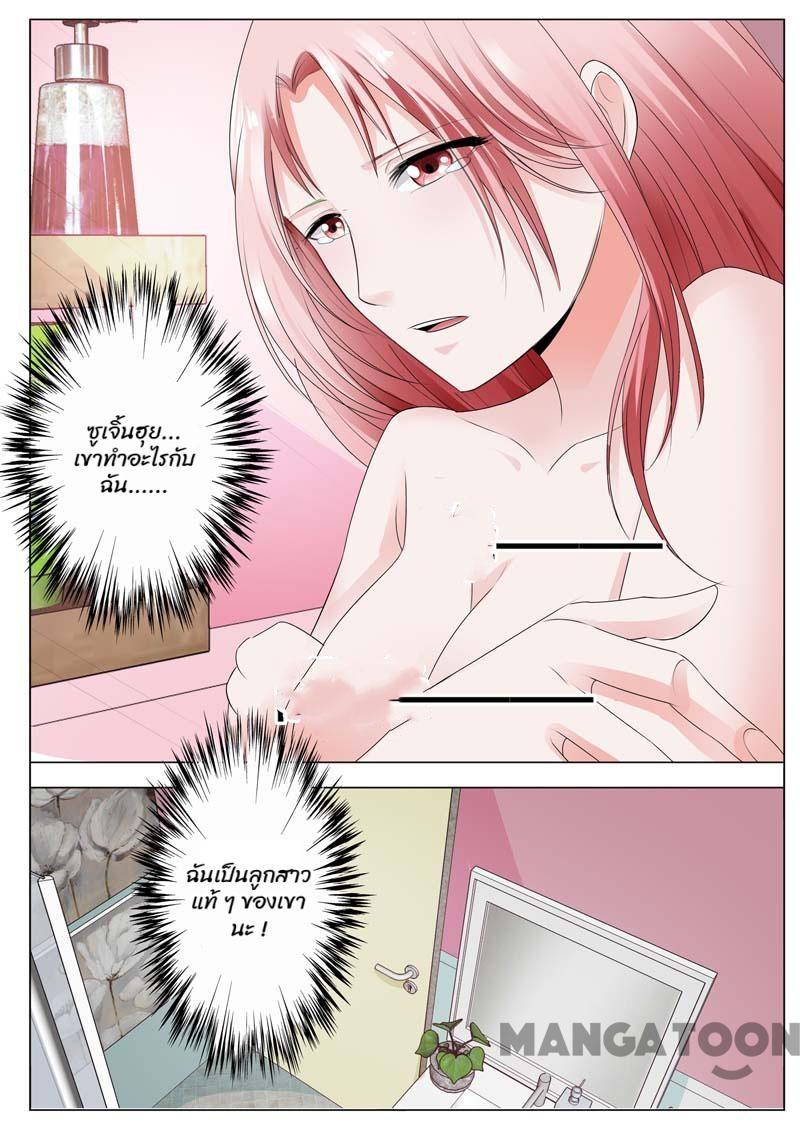 ซูเจิ้นฮุย...
เขาทำอะไรกับ
ฉัน......
ฉันเป็นลูกสาว
แท้ ๆ ของเขา
นะ !
MANGATOON